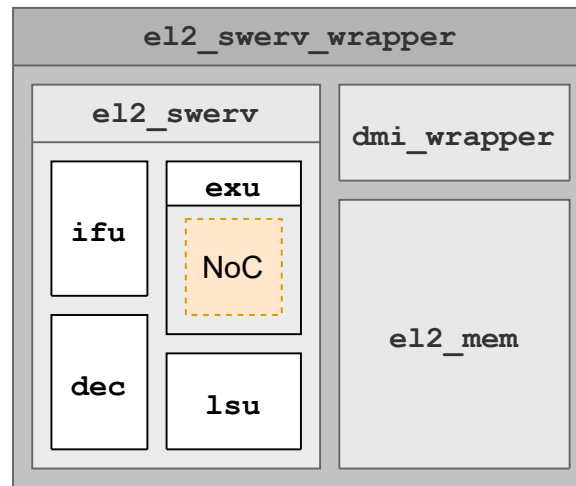 el2_swerv_wrapper
el2_swerv
dmi_wrapper
ifu
exu
NoC
el2_mem
dec
lsu